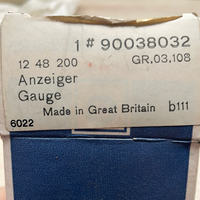 1 # 90038032
12 48 200 GR.03,108
Anzeiger
Gauge
Made in Great Britain b111
6022